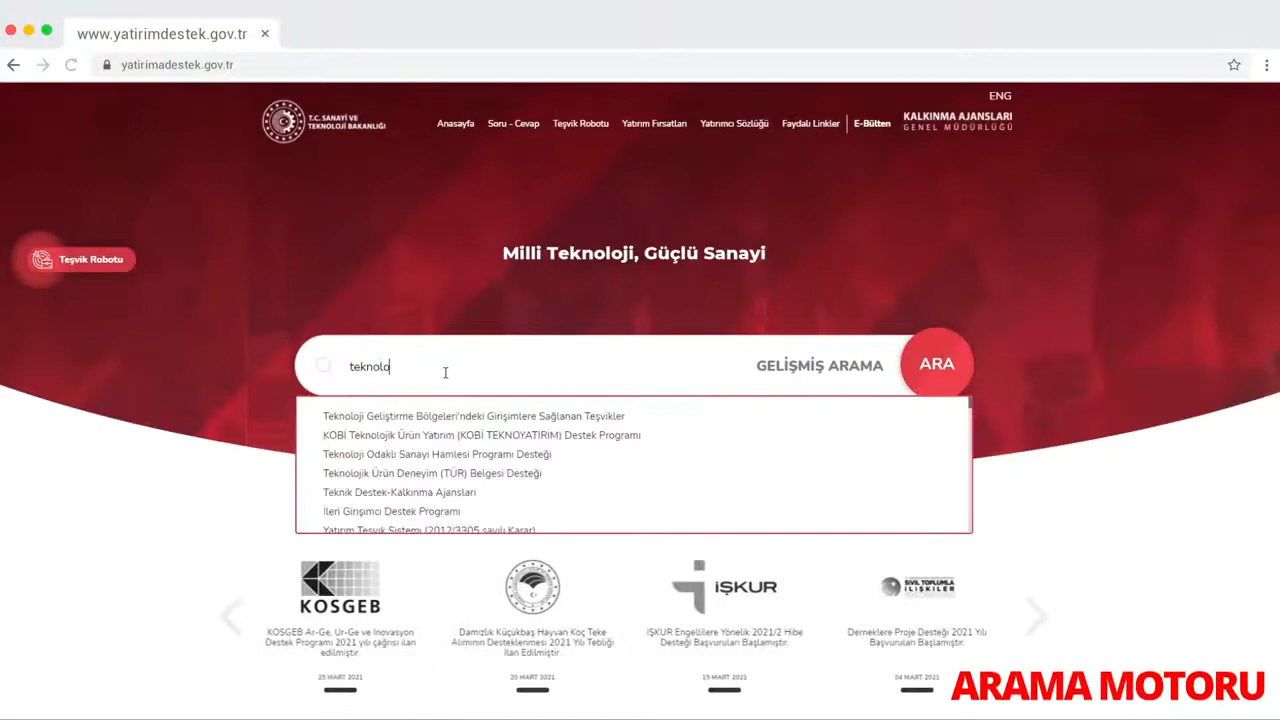 www.yatirimdestek.gov.tr
yatirimadestek.gov.tr
ENG
T.C. SANAYİ VE
TEKNOLOJİ BAKANLIĞI
Anasayfa Soru - Cevap Teşvik Robotu Yatırım Fırsatları Yatırımcı Sözlüğü Faydalı Linkler E-Bülten
KALKINMA AJANSLARI
GENEL MÜDÜRLÜĞÜ
Teşvik Robotu
Milli Teknoloji, Güçlü Sanayi
teknolo
GELİŞMİŞ ARAMA
ARA
Teknoloji Geliştirme Bölgeleri'ndeki Girişimlere Sağlanan Teşvikler
KOBİ Teknolojik Ürün Yatırım (KOBİ TEKNOYATIRIM) Destek Programı
Teknoloji Odaklı Sanayi Hamlesi Programı Desteği
Teknolojik Ürün Deneyim (TÜR) Belgesi Desteği
Teknik Destek-Kalkınma Ajansları
İleri Girişimci Destek Programı
Yatırım Teşvik Sistemi (2012/3305 sayılı Karar)
KOSGEB
KOSGEB Ar-Ge, Ür-Ge ve İnovasyon
Destek Programı 2021 yılı çağrısı ilan
edilmiştir.
25 MART 2021
Damızlık Küçükbaş Hayvan Koç Teke
Alımının Desteklenmesi 2021 Yılı Tebliği
İlan Edilmiştir.
20 MART 2021
İŞKUR
İŞKUR Engellilere Yönelik 2021/2 Hibe
Desteği Başvuruları Başlamıştır.
15 MART 2021
SİVİL TOPLUMLA
İLİŞKİLER
Derneklere Proje Desteği 2021 Yılı
Başvuruları Başlamıştır.
04 MART 2021
ARAMA MOTORU